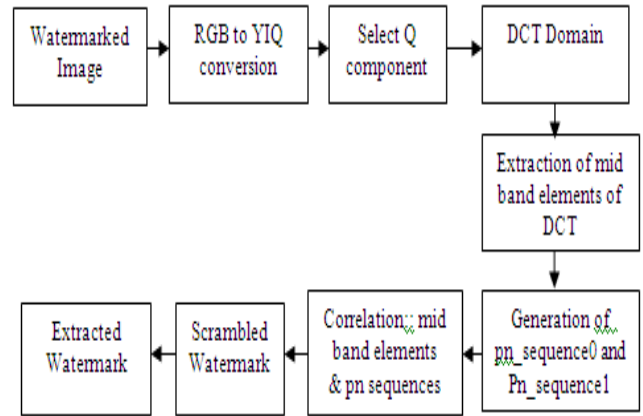 Watermarked
Image
RGB to YIQ
conversion
Select Q
component
DCT Domain
Extraction of mid
band elements of
DCT
Generation of
pn_sequence0 and
Pn_sequence1
Correlation:: mid
band elements
& pn sequences
Scrambled
Watermark
Extracted
Watermark